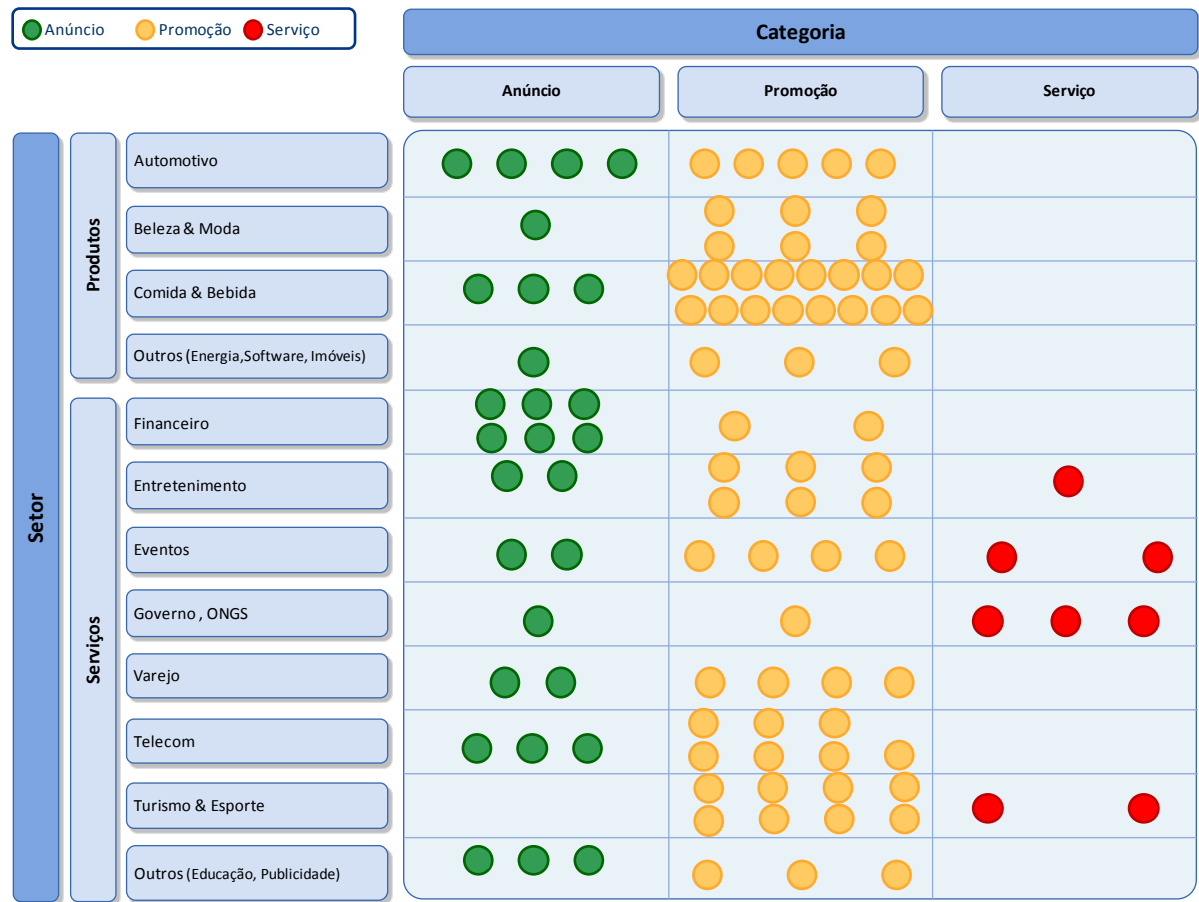 Anúncio Promoção Serviço
Categoria
Anúncio Promoção Serviço
Setor
Produtos
Automotivo
Beleza & Moda
Comida & Bebida
Outros (Energia,Software, Imóveis)
Serviços
Financeiro
Entretenimento
Eventos
Governo , ONGS
Varejo
Telecom
Turismo & Esporte
Outros (Educação, Publicidade)